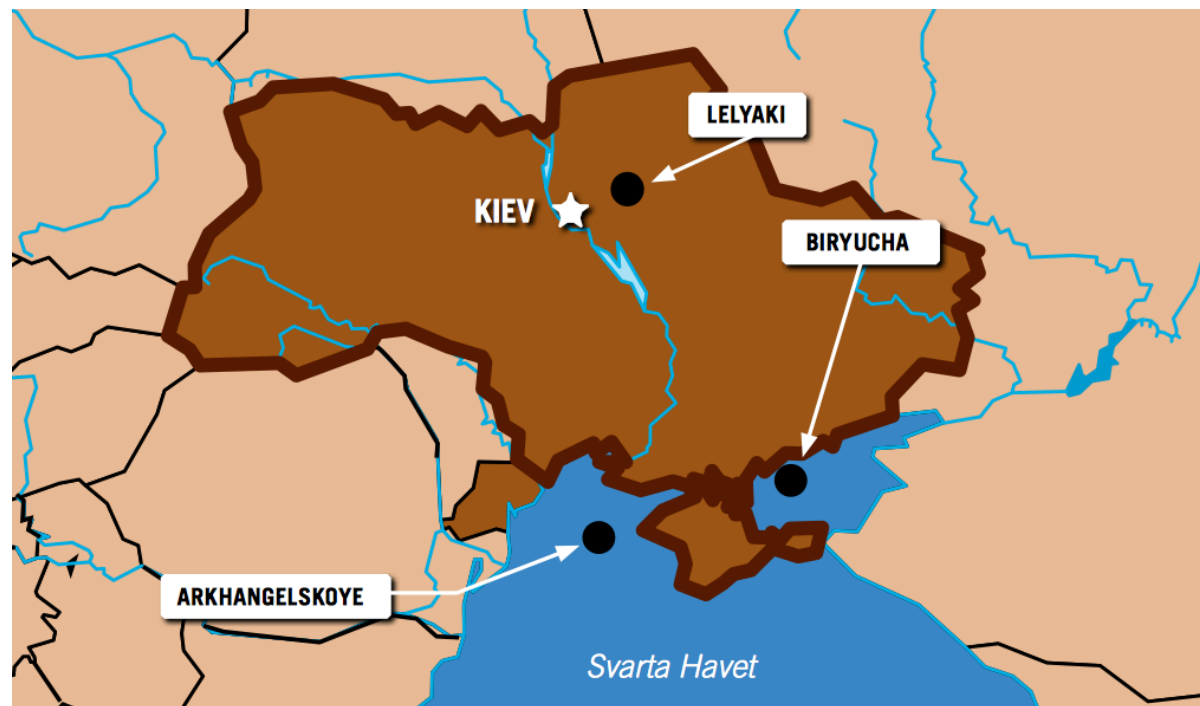 LELYAKI
KIEV
BIRYUCHA
ARKHANGELSKOYE
Svarta Havet